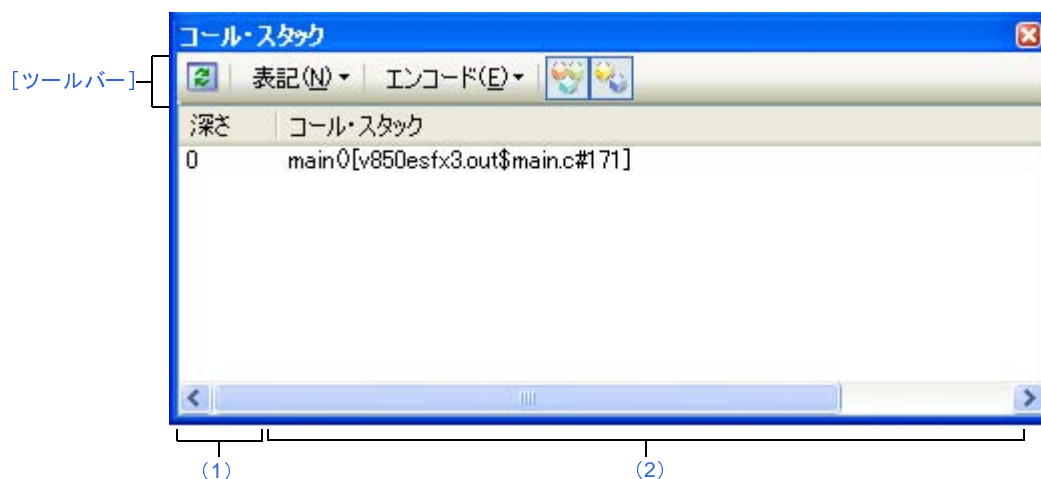 コール・スタック
[ツールバー]
表記(N) エンコード(E)
深さ コール・スタック
0 main()[v850esfx3.out$main.c#171]
(1) (2)